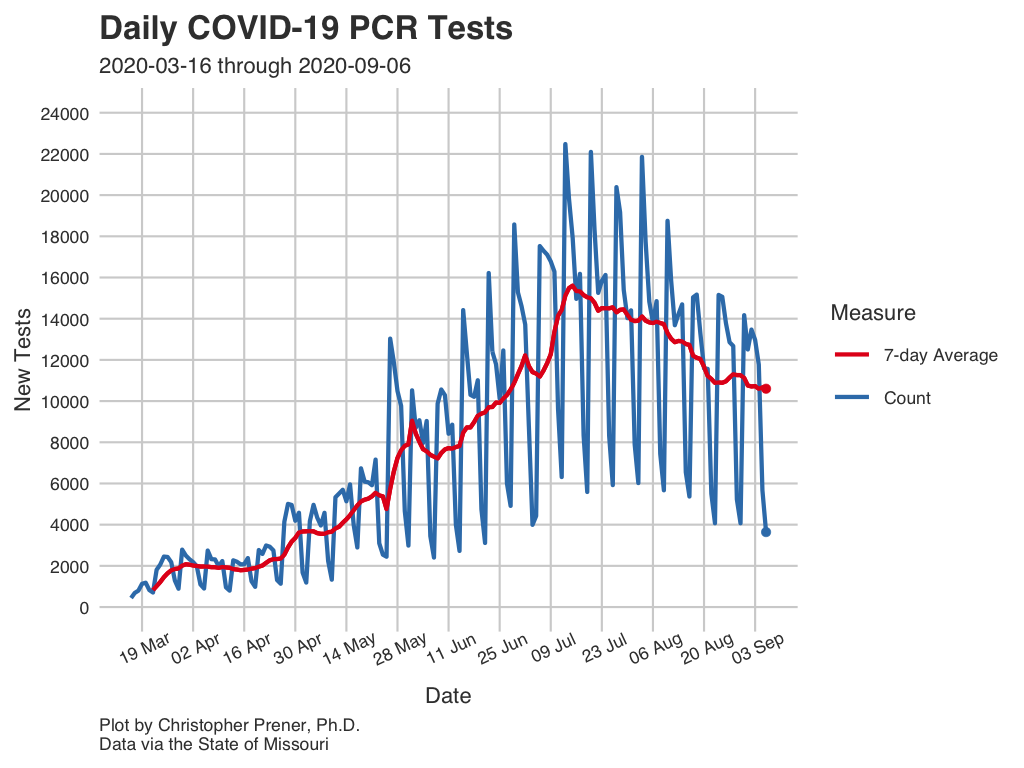 Daily COVID-19 PCR Tests
2020-03-16 through 2020-09-06
24000
22000
20000
18000
16000
14000
12000
10000
8000
6000
4000
2000
0
New Tests
19 Mar
02 Apr
16 Apr
30 Apr
14 May
28 May
11 Jun
25 Jun
09 Jul
23 Jul
06 Aug
20 Aug
03 Sep
Date
Measure
7-day Average
Count
Plot by Christopher Prener, Ph.D.
Data via the State of Missouri